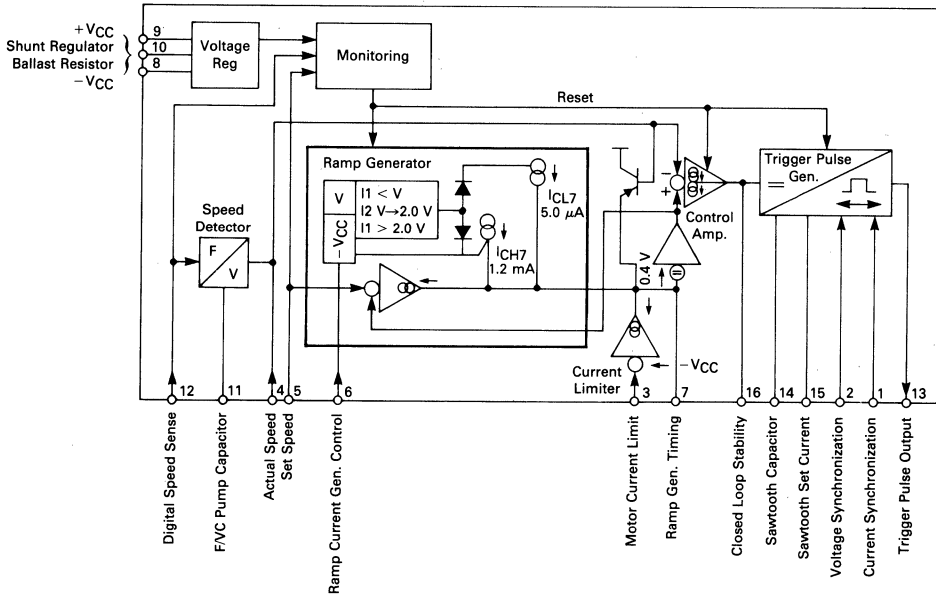 +VCC
Shunt Regulator
Ballast Resistor
−VCC
9
10
8
Voltage
Reg
Monitoring
Reset
Ramp Generator
V
−VCC
I1 < V
I2 V→2.0 V
I1 > 2.0 V
ICL7
5.0 μA
ICH7
1.2 mA
Speed
Detector
F
V
−
+
Control
Amp.
Trigger Pulse
Gen.
=
0.4 V
=
Current
Limiter
−VCC
12
11
4
5
6
3
7
16
14
15
2
1
13
Digital Speed Sense
F/VC Pump Capacitor
Actual Speed
Set Speed
Ramp Current Gen. Control
Motor Current Limit
Ramp Gen. Timing
Closed Loop Stability
Sawtooth Capacitor
Sawtooth Set Current
Voltage Synchronization
Current Synchronization
Trigger Pulse Output